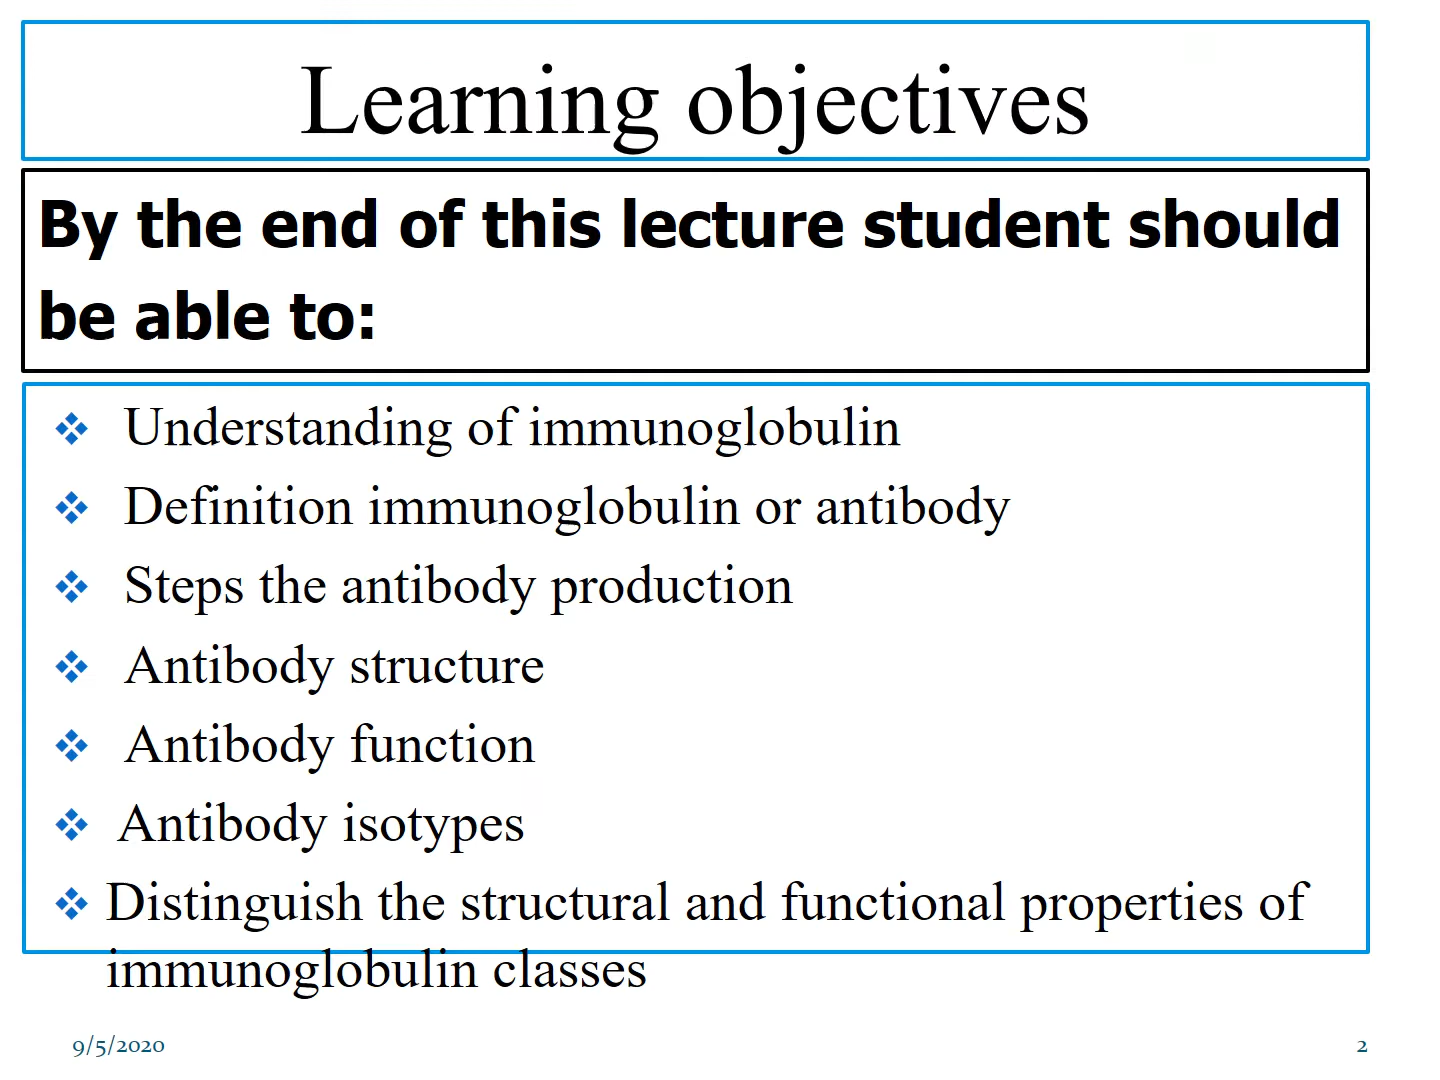 Learning objectives
By the end of this lecture student should
be able to:
❖ Understanding of immunoglobulin
❖ Definition immunoglobulin or antibody
❖ Steps the antibody production
❖ Antibody structure
❖ Antibody function
❖ Antibody isotypes
❖ Distinguish the structural and functional properties of
immunoglobulin classes
9/5/2020
2